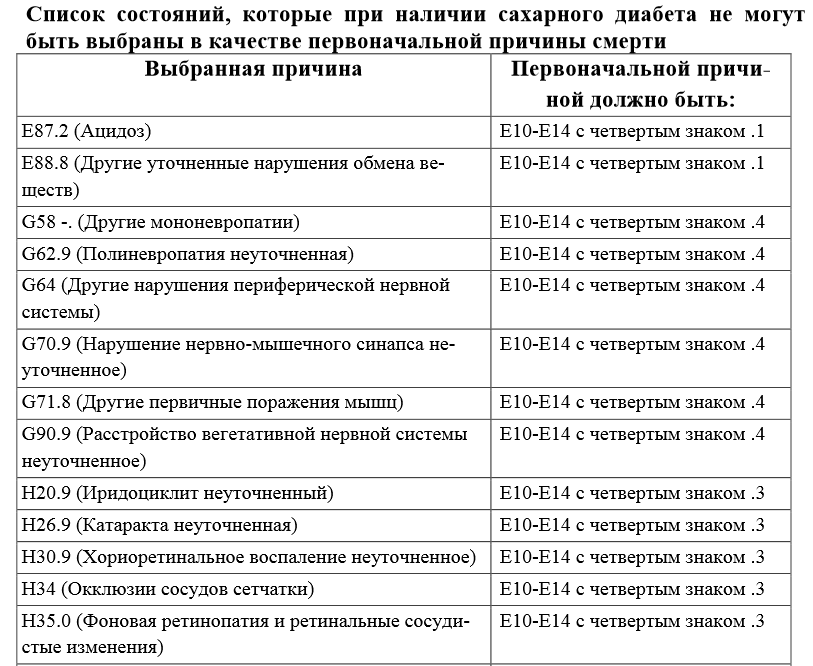 Список состояний, которые при наличии сахарного диабета не могут
быть выбраны в качестве первоначальной причины смерти
Выбранная причина
Первоначальной причи-
ной должно быть:
E87.2 (Ацидоз)
E10-E14 с четвертым знаком .1
E88.8 (Другие уточненные нарушения обмена ве-
ществ)
E10-E14 с четвертым знаком .1
G58 -. (Другие мононевропатии)
E10-E14 с четвертым знаком .4
G62.9 (Полиневропатия неуточненная)
E10-E14 с четвертым знаком .4
G64 (Другие нарушения периферической нервной
системы)
E10-E14 с четвертым знаком .4
G70.9 (Нарушение нервно-мышечного синапса не-
уточненное)
E10-E14 с четвертым знаком .4
G71.8 (Другие первичные поражения мышц)
E10-E14 с четвертым знаком .4
G90.9 (Расстройство вегетативной нервной системы
неуточненное)
E10-E14 с четвертым знаком .4
H20.9 (Иридоциклит неуточненный)
E10-E14 с четвертым знаком .3
H26.9 (Катаракта неуточненная)
E10-E14 с четвертым знаком .3
H30.9 (Хориоретинальное воспаление неуточненное)
E10-E14 с четвертым знаком .3
H34 (Окклюзии сосудов сетчатки)
E10-E14 с четвертым знаком .3
H35.0 (Фоновая ретинопатия и ретинальные сосуди-
стые изменения)
E10-E14 с четвертым знаком .3